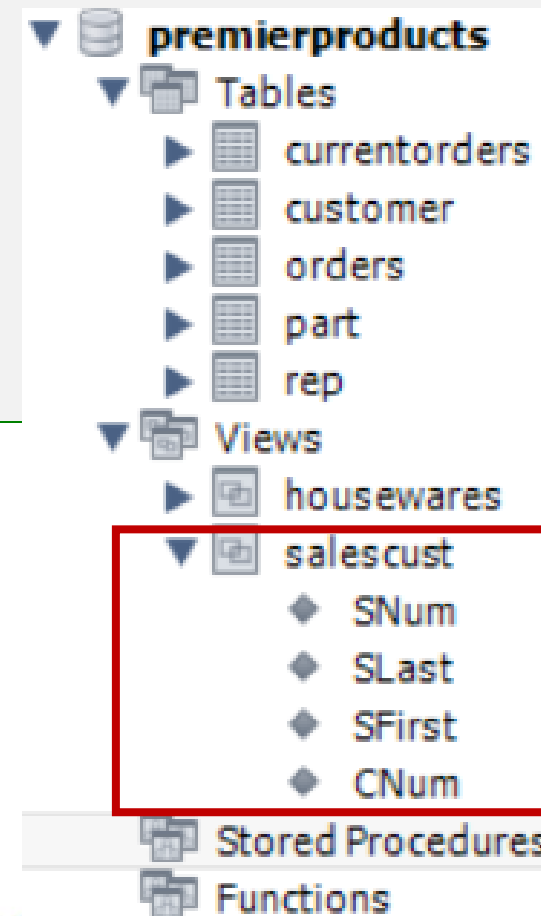 premierproducts
Tables
currentorders
customer
orders
part
rep
Views
housewares
salescust
SNum
SLast
SFirst
CNum
Stored Procedures
Functions